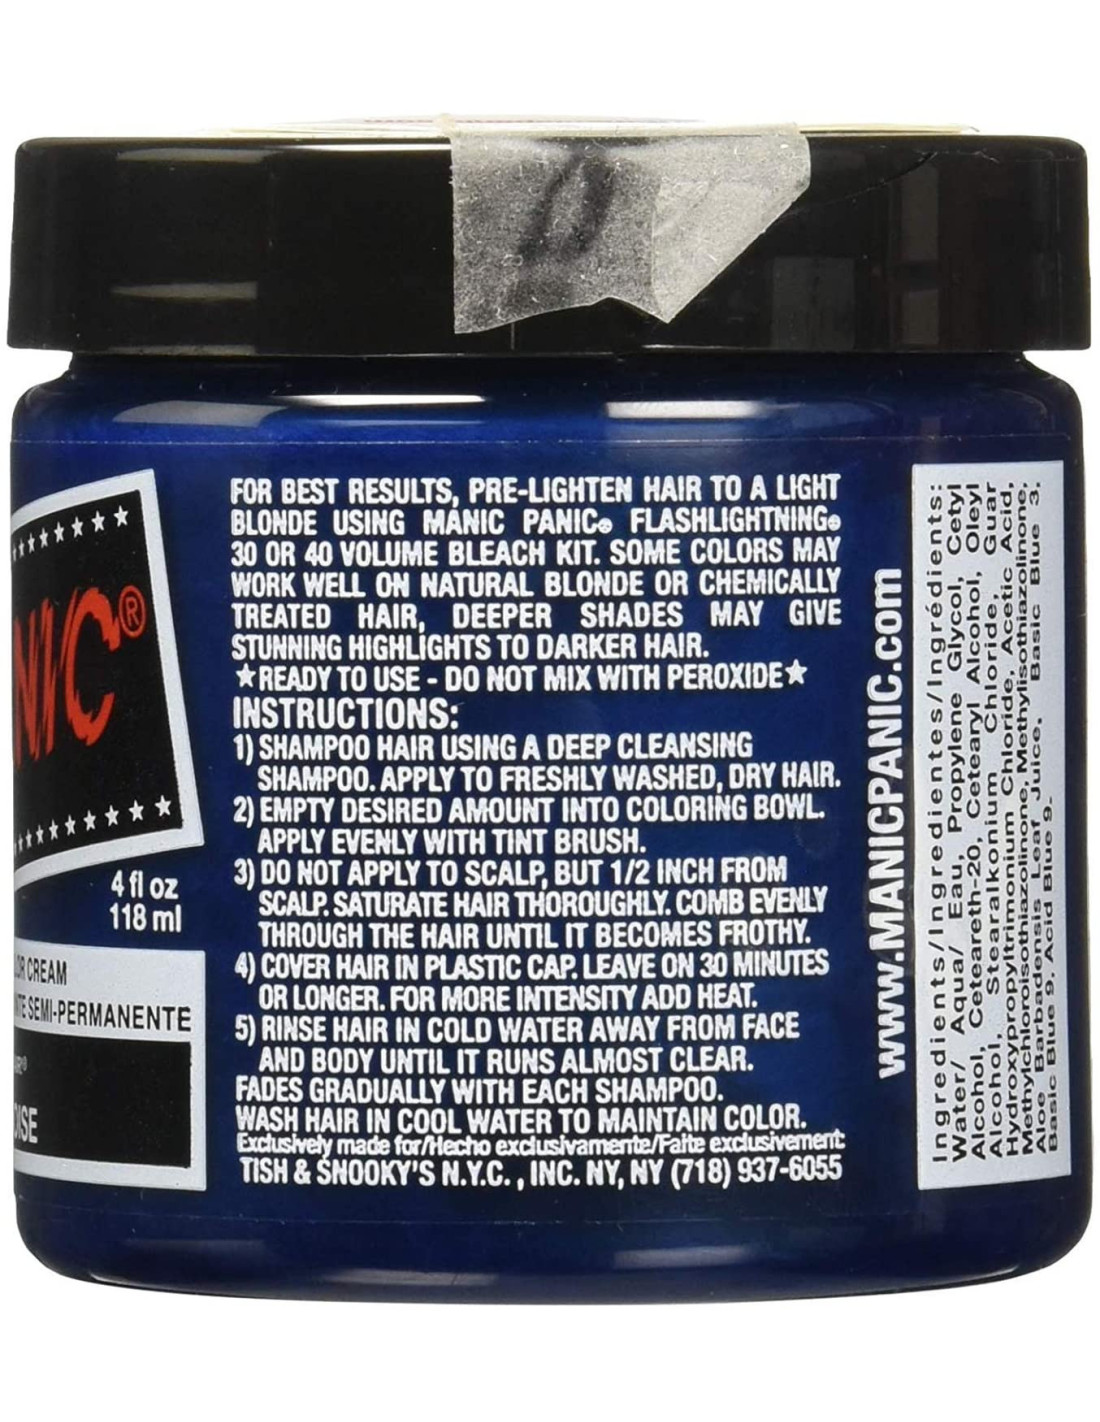 NIC®
4 fl oz
118 ml
LOR CREAM
TE SEMI-PERMANENTE
OISE
FOR BEST RESULTS, PRE-LIGHTEN HAIR TO A LIGHT
BLONDE USING MANIC PANIC® FLASHLIGHTNING®
30 OR 40 VOLUME BLEACH KIT. SOME COLORS MAY
WORK WELL ON NATURAL BLONDE OR CHEMICALLY
TREATED HAIR, DEEPER SHADES MAY GIVE
STUNNING HIGHLIGHTS TO DARKER HAIR.
★READY TO USE - DO NOT MIX WITH PEROXIDE★
INSTRUCTIONS:
1) SHAMPOO HAIR USING A DEEP CLEANSING
SHAMPOO. APPLY TO FRESHLY WASHED, DRY HAIR.
2) EMPTY DESIRED AMOUNT INTO COLORING BOWL.
APPLY EVENLY WITH TINT BRUSH.
3) DO NOT APPLY TO SCALP, BUT 1/2 INCH FROM
SCALP. SATURATE HAIR THOROUGHLY. COMB EVENLY
THROUGH THE HAIR UNTIL IT BECOMES FROTHY.
4) COVER HAIR IN PLASTIC CAP. LEAVE ON 30 MINUTES
OR LONGER. FOR MORE INTENSITY ADD HEAT.
5) RINSE HAIR IN COLD WATER AWAY FROM FACE
AND BODY UNTIL IT RUNS ALMOST CLEAR.
FADES GRADUALLY WITH EACH SHAMPOO.
WASH HAIR IN COOL WATER TO MAINTAIN COLOR.
Exclusively made for/Hecho exclusivamente/Faite exclusivement:
TISH & SNOOKY'S N.Y.C. , INC. NY, NY (718) 937-6055
www.MANICPANIC.com
Ingredients/Ingredientes/Ingrédients:
Water/ Aqua/ Eau, Propylene Glycol, Cetyl
Alcohol, Ceteareth-20, Cetearyl Alcohol, Oleyl
Alcohol, Stearalkonium Chloride, Guar
Hydroxypropyltrimonium Chloride, Acetic Acid,
Methylchloroisothiazolinone, Methylisothiazolinone,
Aloe Barbadensis Leaf Juice. Basic Blue 3.
Basic Blue 9. Acid Blue 9.